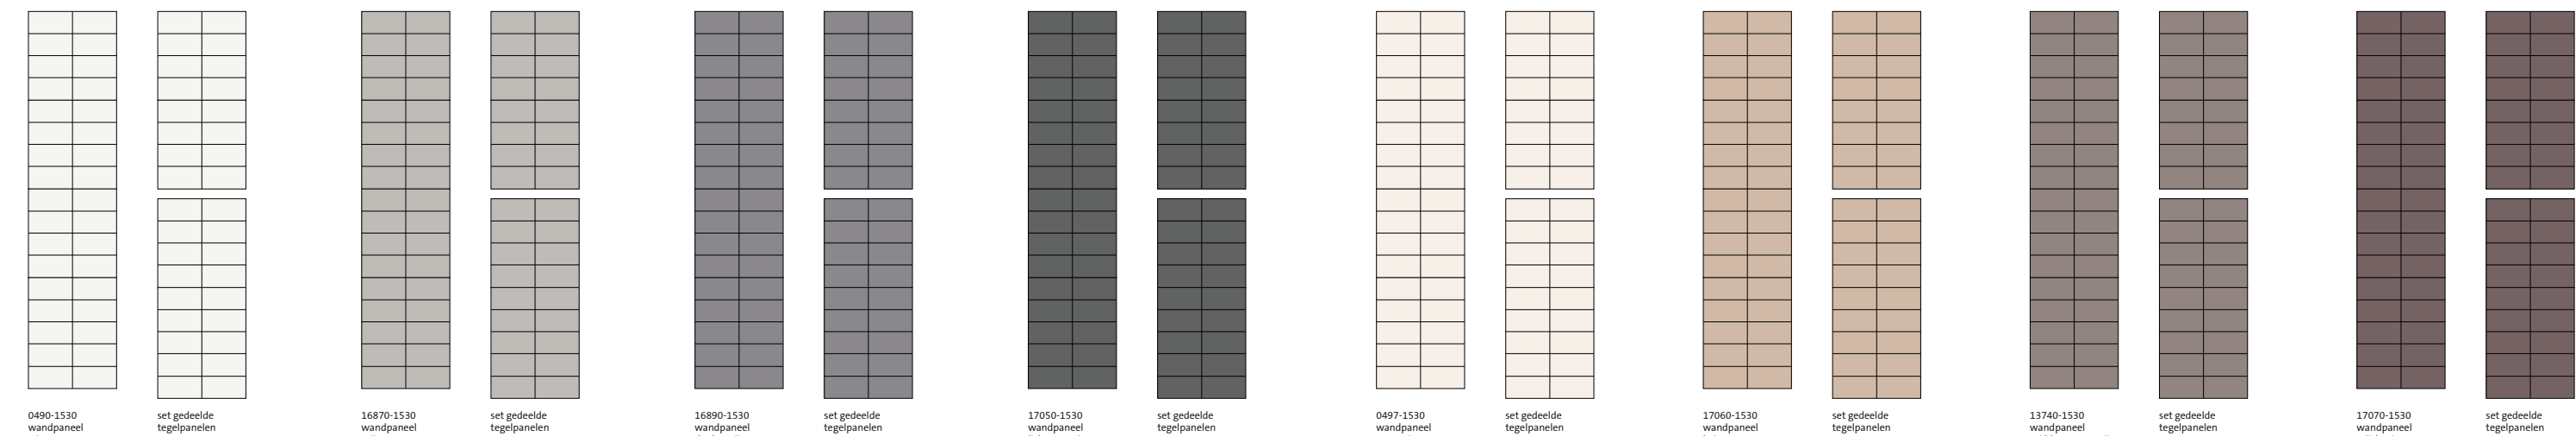 0490-1530
wandpaneel
set gedeelde
tegelpanelen
16870-1530
wandpaneel
set gedeelde
tegelpanelen
16890-1530
wandpaneel
set gedeelde
tegelpanelen
17050-1530
wandpaneel
set gedeelde
tegelpanelen
0497-1530
wandpaneel
set gedeelde
tegelpanelen
17060-1530
wandpaneel
set gedeelde
tegelpanelen
13740-1530
wandpaneel
set gedeelde
tegelpanelen
17070-1530
wandpaneel
set gedeelde
tegelpanelen